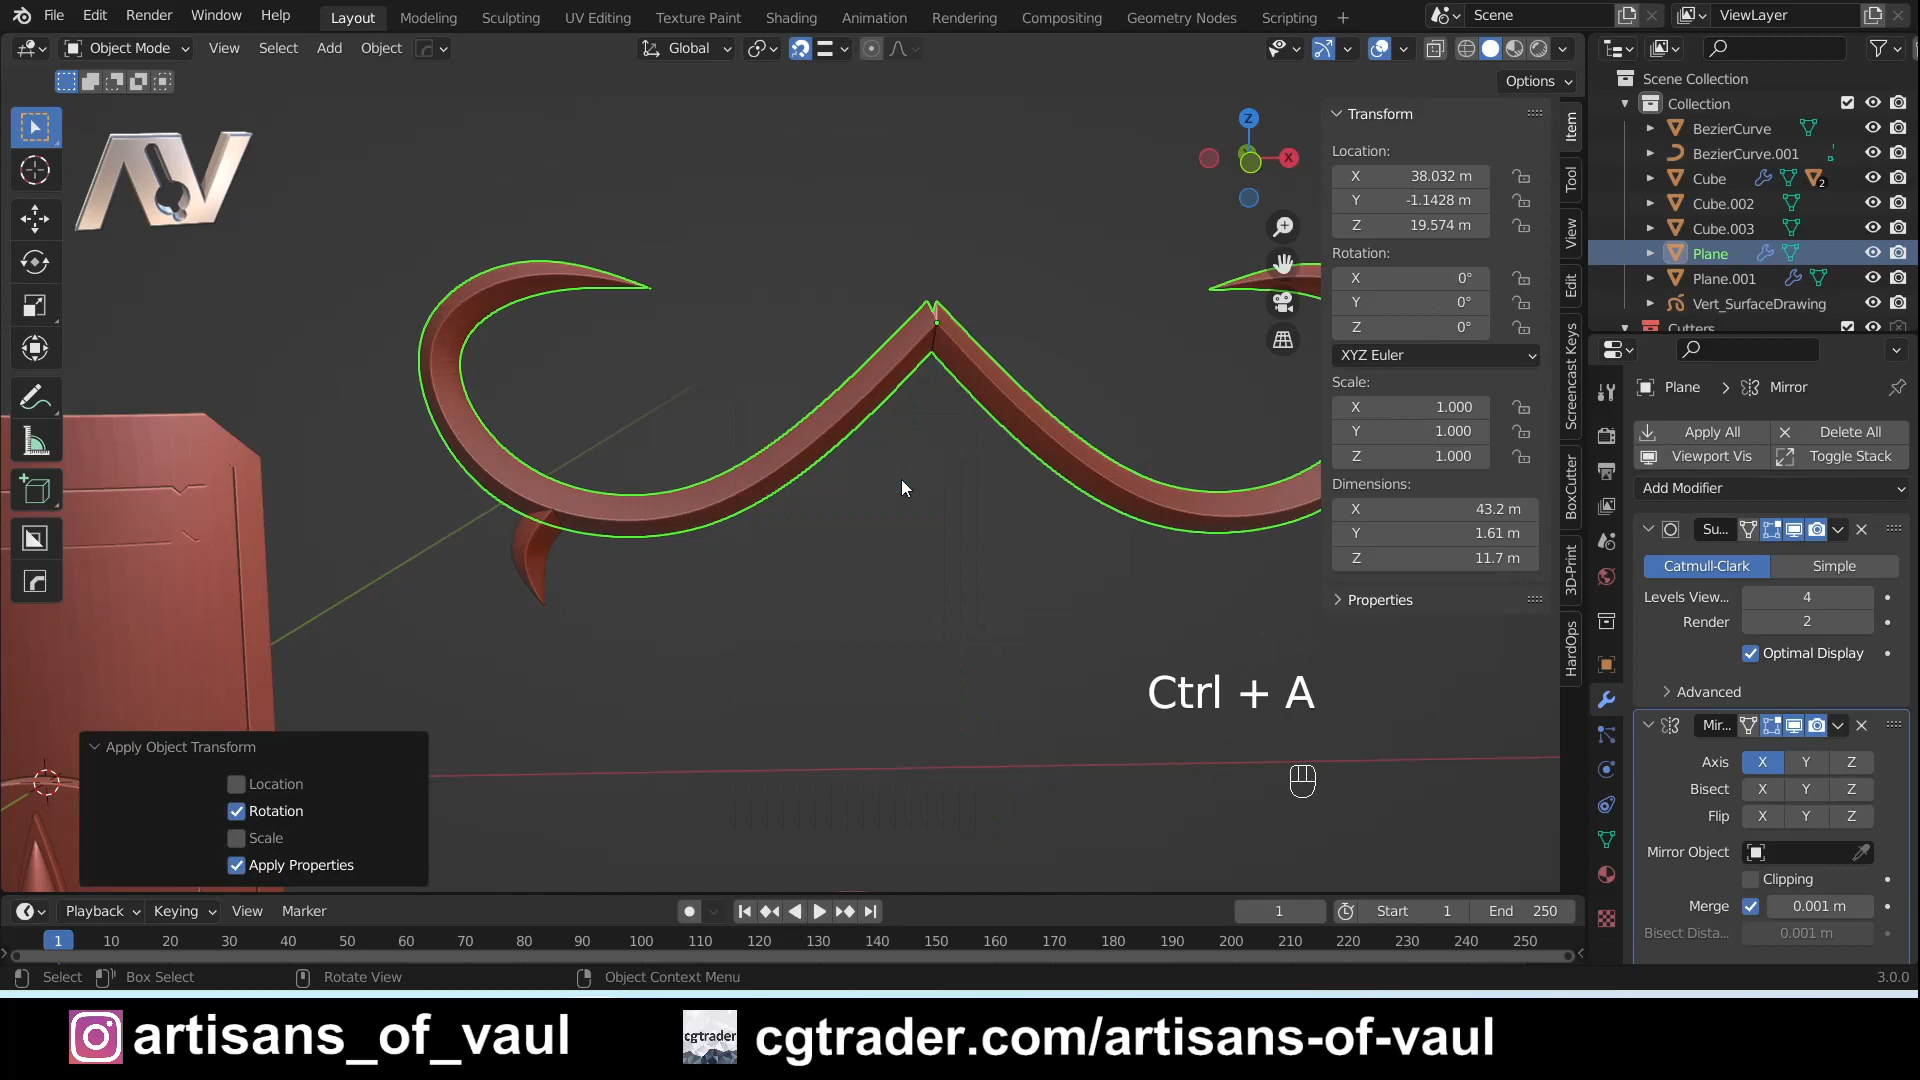 File Edit Render Window Help Layout Modeling Sculpting UV Editing Texture Paint Shading Animation Rendering Compositing Geometry Nodes Scripting + Scene ViewLayer
Object Mode View Select Add Object Global
Options
AV
Transform
Location:
X 38.032 m
Y -1.1428 m
Z 19.574 m
Rotation:
X 0°
Y 0°
Z 0°
XYZ Euler
Scale:
X 1.000
Y 1.000
Z 1.000
Dimensions:
X 43.2 m
Y 1.61 m
Z 11.7 m
Properties
Z
X
Item
Tool
View
Edit
Screencast Keys
BoxCutter
3D-Print
HardOps
Scene Collection
Collection
BezierCurve
BezierCurve.001
Cube 2
Cube.002
Cube.003
Plane
Plane.001
Vert_SurfaceDrawing
Cutters
Plane > Mirror
Apply All Delete All
Viewport Vis Toggle Stack
Add Modifier
Su...
Catmull-Clark Simple
Levels View... 4
Render 2
Optimal Display
Advanced
Mir...
Axis X Y Z
Bisect X Y Z
Flip X Y Z
Mirror Object
Clipping
Merge 0.001 m
Bisect Dista... 0.001 m
Ctrl + A
Apply Object Transform
Location
Rotation
Scale
Apply Properties
Playback Keying View Marker 1 Start 1 End 250
1 10 20 30 40 50 60 70 80 90 100 110 120 130 140 150 160 170 180 190 200 210 220 230 240 250
Select Box Select Rotate View Object Context Menu 3.0.0
artisans_of_vaul cgtrader cgtrader.com/artisans-of-vaul